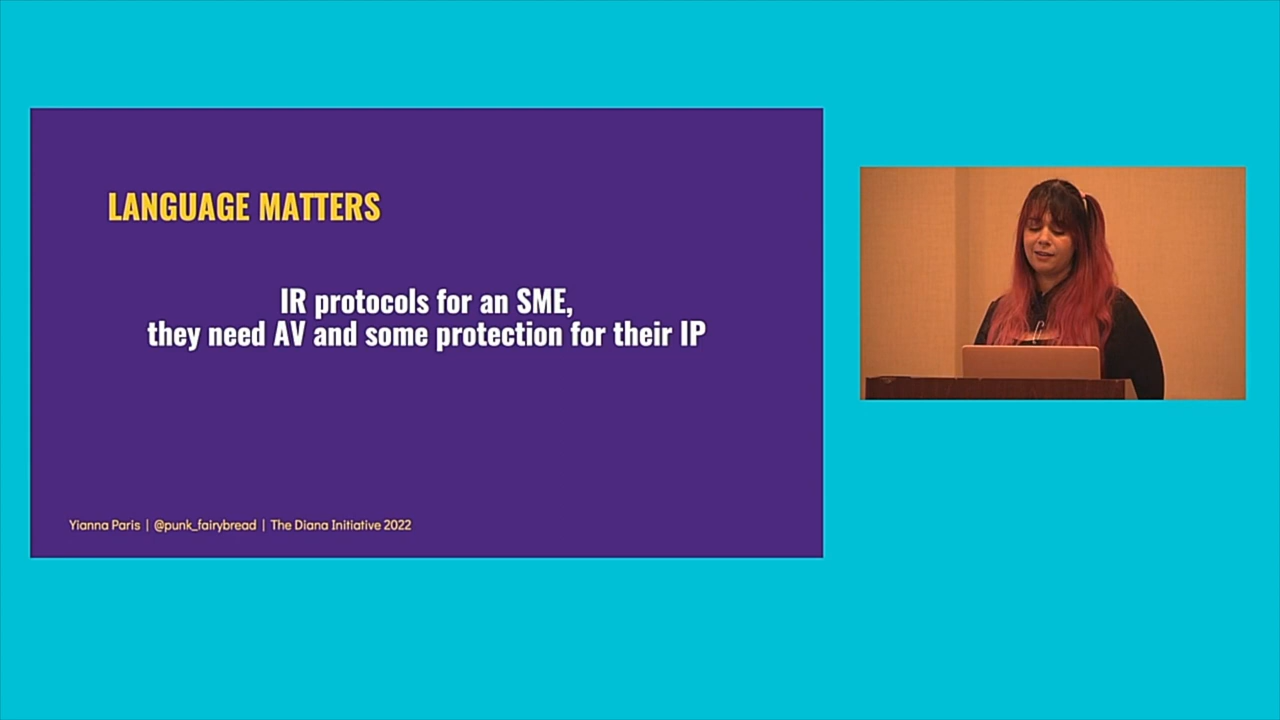 LANGUAGE MATTERS
IR protocols for an SME,
they need AV and some protection for their IP
Yianna Paris | @punk_fairybread | The Diana Initiative 2022